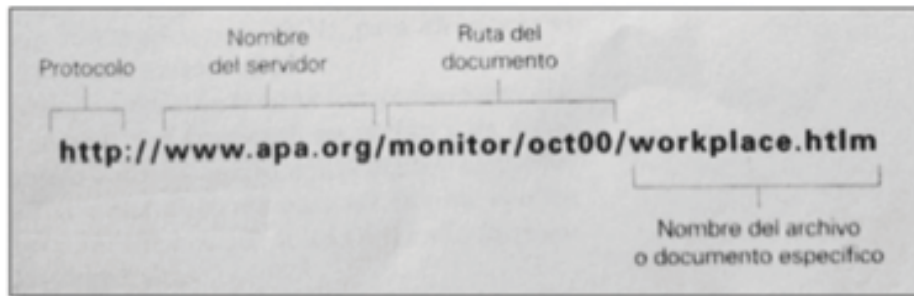 Protocolo
Nombre
del servidor
Ruta del
documento
http://www.apa.org/monitor/oct00/workplace.htlm
Nombre del archivo
o documento específico